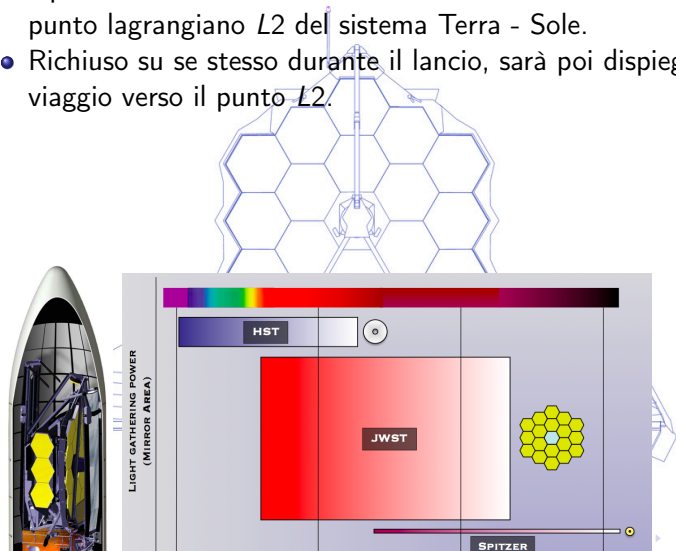 punto lagrangiano L2 del sistema Terra - Sole.
Richiuso su se stesso durante il lancio, sarà poi
viaggio verso il punto L2.
HST
LIGHT GATHERING POWER
(MIRROR AREA)
JWST
SPITZER